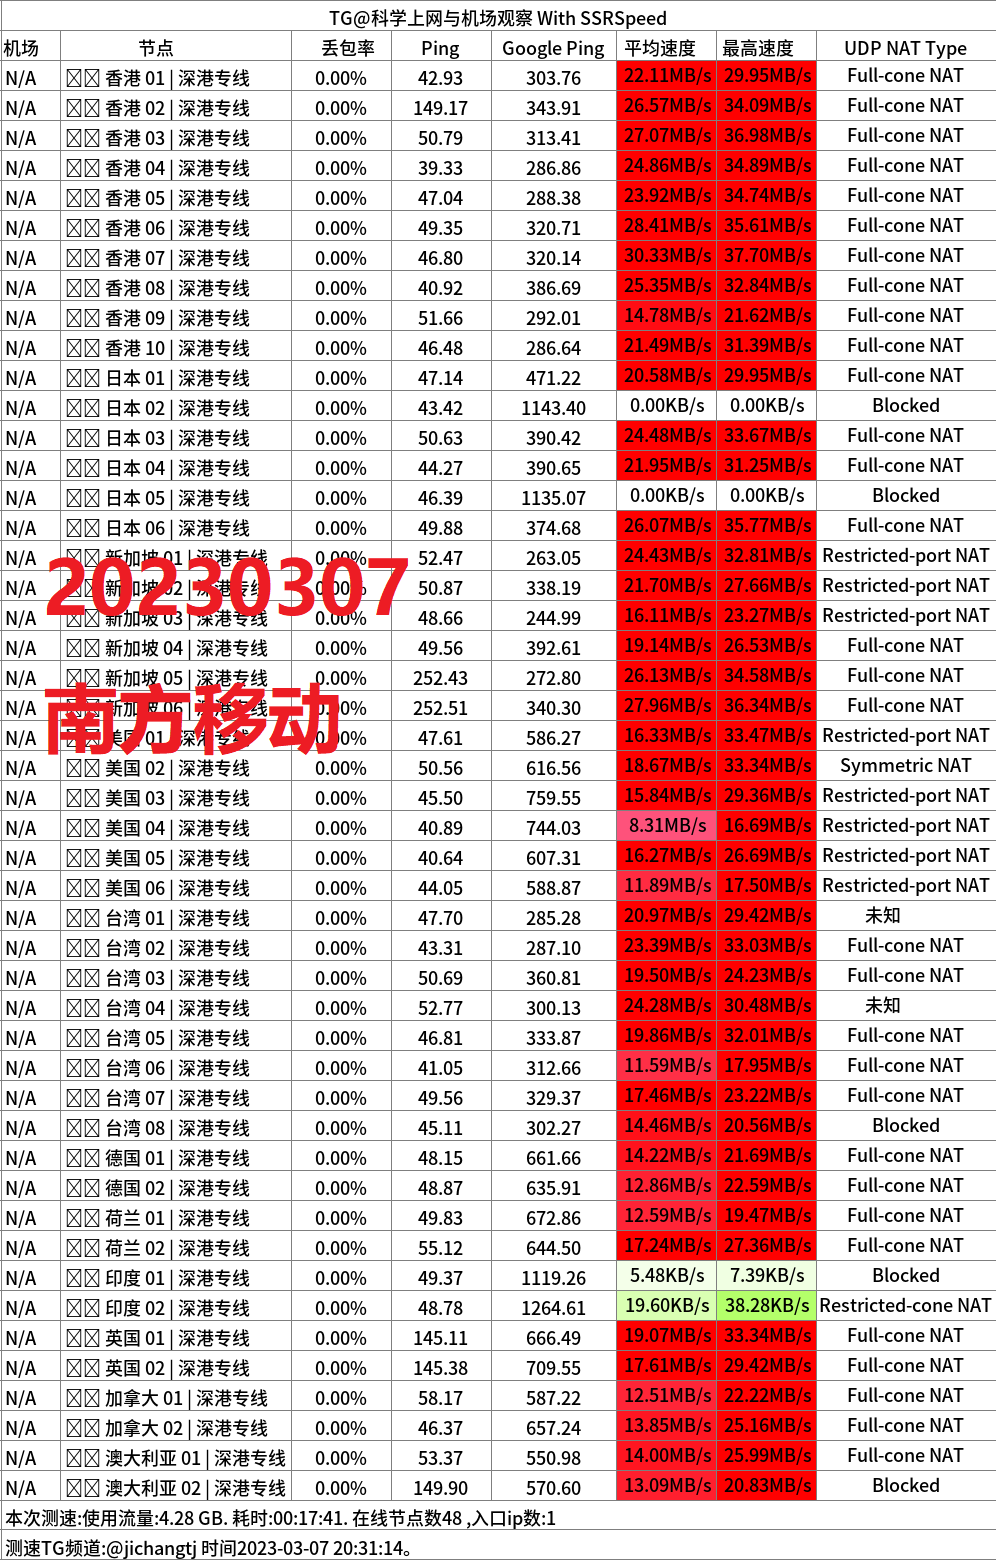 TG@科学上网与机场观察 With SSRSpeed
机场 节点 丢包率 Ping Google Ping 平均速度 最高速度 UDP NAT Type
N/A 香港 01 | 深港专线 0.00% 42.93 303.76 22.11MB/s 29.95MB/s Full-cone NAT
N/A 香港 02 | 深港专线 0.00% 149.17 343.91 26.57MB/s 34.09MB/s Full-cone NAT
N/A 香港 03 | 深港专线 0.00% 50.79 313.41 27.07MB/s 36.98MB/s Full-cone NAT
N/A 香港 04 | 深港专线 0.00% 39.33 286.86 24.86MB/s 34.89MB/s Full-cone NAT
N/A 香港 05 | 深港专线 0.00% 47.04 288.38 23.92MB/s 34.74MB/s Full-cone NAT
N/A 香港 06 | 深港专线 0.00% 49.35 320.71 28.41MB/s 35.61MB/s Full-cone NAT
N/A 香港 07 | 深港专线 0.00% 46.80 320.14 30.33MB/s 37.70MB/s Full-cone NAT
N/A 香港 08 | 深港专线 0.00% 40.92 386.69 25.35MB/s 32.84MB/s Full-cone NAT
N/A 香港 09 | 深港专线 0.00% 51.66 292.01 14.78MB/s 21.62MB/s Full-cone NAT
N/A 香港 10 | 深港专线 0.00% 46.48 286.64 21.49MB/s 31.39MB/s Full-cone NAT
N/A 日本 01 | 深港专线 0.00% 47.14 471.22 20.58MB/s 29.95MB/s Full-cone NAT
N/A 日本 02 | 深港专线 0.00% 43.42 1143.40 0.00KB/s 0.00KB/s Blocked
N/A 日本 03 | 深港专线 0.00% 50.63 390.42 24.48MB/s 33.67MB/s Full-cone NAT
N/A 日本 04 | 深港专线 0.00% 44.27 390.65 21.95MB/s 31.25MB/s Full-cone NAT
N/A 日本 05 | 深港专线 0.00% 46.39 1135.07 0.00KB/s 0.00KB/s Blocked
N/A 日本 06 | 深港专线 0.00% 49.88 374.68 26.07MB/s 35.77MB/s Full-cone NAT
N/A 新加坡 01 | 深港专线 0.00% 52.47 263.05 24.43MB/s 32.81MB/s Restricted-port NAT
20230307
N/A 新加坡 02 | 深港专线 0.00% 50.87 338.19 21.70MB/s 27.66MB/s Restricted-port NAT
N/A 新加坡 03 | 深港专线 0.00% 48.66 244.99 16.11MB/s 23.27MB/s Restricted-port NAT
N/A 新加坡 04 | 深港专线 0.00% 49.56 392.61 19.14MB/s 26.53MB/s Full-cone NAT
N/A 新加坡 05 | 深港专线 0.00% 252.43 272.80 26.13MB/s 34.58MB/s Full-cone NAT
N/A 新加坡 06 | 深港专线 0.00% 252.51 340.30 27.96MB/s 36.34MB/s Full-cone NAT
南方移动
N/A 美国 01 | 深港专线 0.00% 47.61 586.27 16.33MB/s 33.47MB/s Restricted-port NAT
N/A 美国 02 | 深港专线 0.00% 50.56 616.56 18.67MB/s 33.34MB/s Symmetric NAT
N/A 美国 03 | 深港专线 0.00% 45.50 759.55 15.84MB/s 29.36MB/s Restricted-port NAT
N/A 美国 04 | 深港专线 0.00% 40.89 744.03 8.31MB/s 16.69MB/s Restricted-port NAT
N/A 美国 05 | 深港专线 0.00% 40.64 607.31 16.27MB/s 26.69MB/s Restricted-port NAT
N/A 美国 06 | 深港专线 0.00% 44.05 588.87 11.89MB/s 17.50MB/s Restricted-port NAT
N/A 台湾 01 | 深港专线 0.00% 47.70 285.28 20.97MB/s 29.42MB/s 未知
N/A 台湾 02 | 深港专线 0.00% 43.31 287.10 23.39MB/s 33.03MB/s Full-cone NAT
N/A 台湾 03 | 深港专线 0.00% 50.69 360.81 19.50MB/s 24.23MB/s Full-cone NAT
N/A 台湾 04 | 深港专线 0.00% 52.77 300.13 24.28MB/s 30.48MB/s 未知
N/A 台湾 05 | 深港专线 0.00% 46.81 333.87 19.86MB/s 32.01MB/s Full-cone NAT
N/A 台湾 06 | 深港专线 0.00% 41.05 312.66 11.59MB/s 17.95MB/s Full-cone NAT
N/A 台湾 07 | 深港专线 0.00% 49.56 329.37 17.46MB/s 23.22MB/s Full-cone NAT
N/A 台湾 08 | 深港专线 0.00% 45.11 302.27 14.46MB/s 20.56MB/s Blocked
N/A 德国 01 | 深港专线 0.00% 48.15 661.66 14.22MB/s 21.69MB/s Full-cone NAT
N/A 德国 02 | 深港专线 0.00% 48.87 635.91 12.86MB/s 22.59MB/s Full-cone NAT
N/A 荷兰 01 | 深港专线 0.00% 49.83 672.86 12.59MB/s 19.47MB/s Full-cone NAT
N/A 荷兰 02 | 深港专线 0.00% 55.12 644.50 17.24MB/s 27.36MB/s Full-cone NAT
N/A 印度 01 | 深港专线 0.00% 49.37 1119.26 5.48KB/s 7.39KB/s Blocked
N/A 印度 02 | 深港专线 0.00% 48.78 1264.61 19.60KB/s 38.28KB/s Restricted-cone NAT
N/A 英国 01 | 深港专线 0.00% 145.11 666.49 19.07MB/s 33.34MB/s Full-cone NAT
N/A 英国 02 | 深港专线 0.00% 145.38 709.55 17.61MB/s 29.42MB/s Full-cone NAT
N/A 加拿大 01 | 深港专线 0.00% 58.17 587.22 12.51MB/s 22.22MB/s Full-cone NAT
N/A 加拿大 02 | 深港专线 0.00% 46.37 657.24 13.85MB/s 25.16MB/s Full-cone NAT
N/A 澳大利亚 01 | 深港专线 0.00% 53.37 550.98 14.00MB/s 25.99MB/s Full-cone NAT
N/A 澳大利亚 02 | 深港专线 0.00% 149.90 570.60 13.09MB/s 20.83MB/s Blocked
本次测速:使用流量:4.28 GB. 耗时:00:17:41. 在线节点数48 ,入口ip数:1
测速TG频道:@jichangtj 时间2023-03-07 20:31:14。